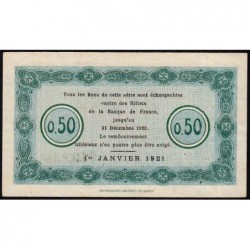 Tous les Bons de cette série sont échangeables
contre des Billets
de la Banque de France,
jusqu'au
31 Décembre
Le remboursement
ultérieur n'en pourra plus être exigé.
0.50
0.50
1er JANVIER 1921